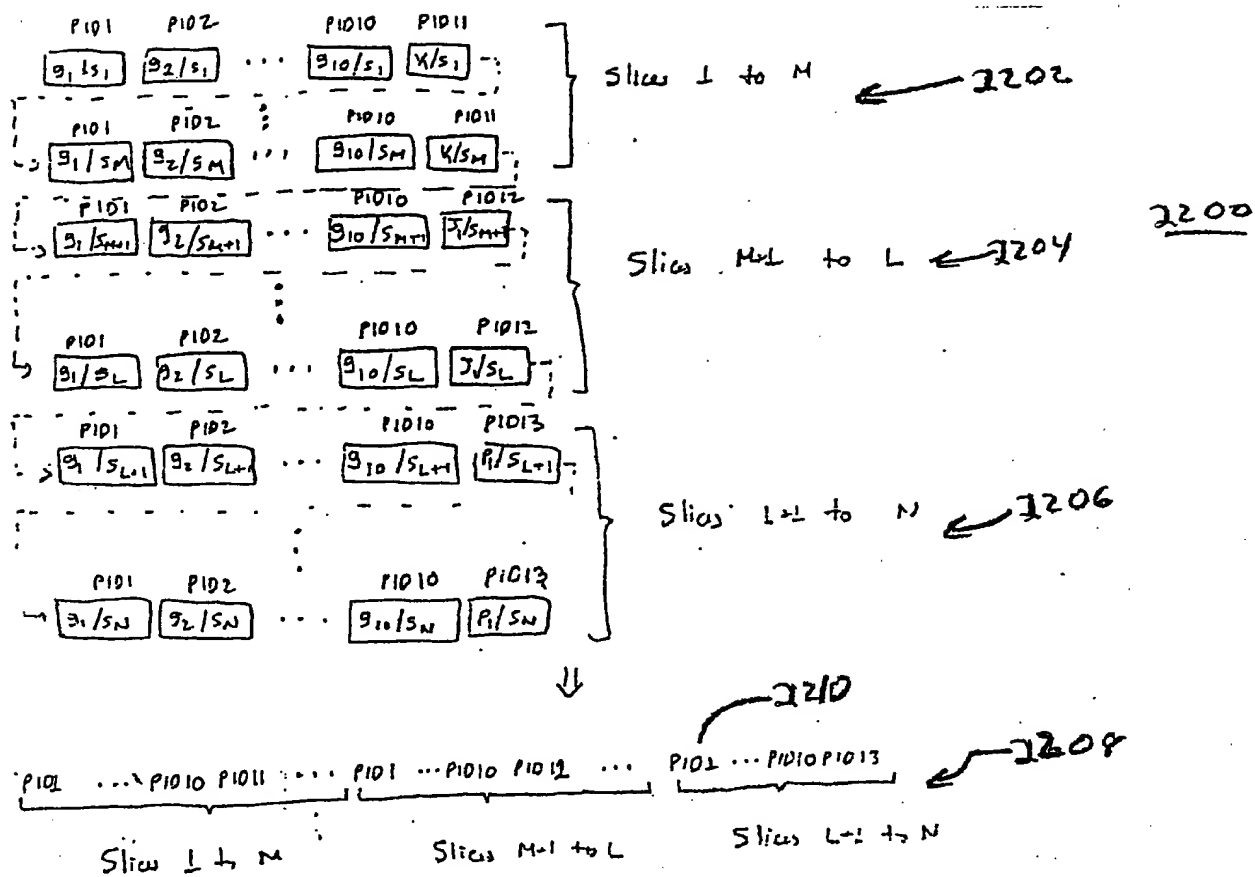 PID1 PID2 PID10 PID11
g1/s1 g2/s1 ... g10/s1 V/s1
Slices 1 to M 2202
PID1 PID2 PID10 PID11
g1/sM g2/sM ... g10/sM V/sM
PID1 PID2 PID10 PID12
g1/sM+1 g2/sM+1 ... g10/sM+1 J1/sM+1
2200
Slices M+1 to L 2204
PID1 PID2 PID10 PID12
g1/sL g2/sL ... g10/sL J1/sL
PID1 PID2 PID10 PID13
g1/sL+1 g2/sL+1 ... g10/sL+1 P1/sL+1
Slices L+1 to N 2206
PID1 PID2 PID10 PID13
g1/sN g2/sN ... g10/sN P1/sN
⇓
2210
PID1 ... PID10 PID11 ... PID1 ... PID10 PID12 ... PID1 ... PID10 PID13 2208
Slices 1 to M Slices M+1 to L Slices L+1 to N